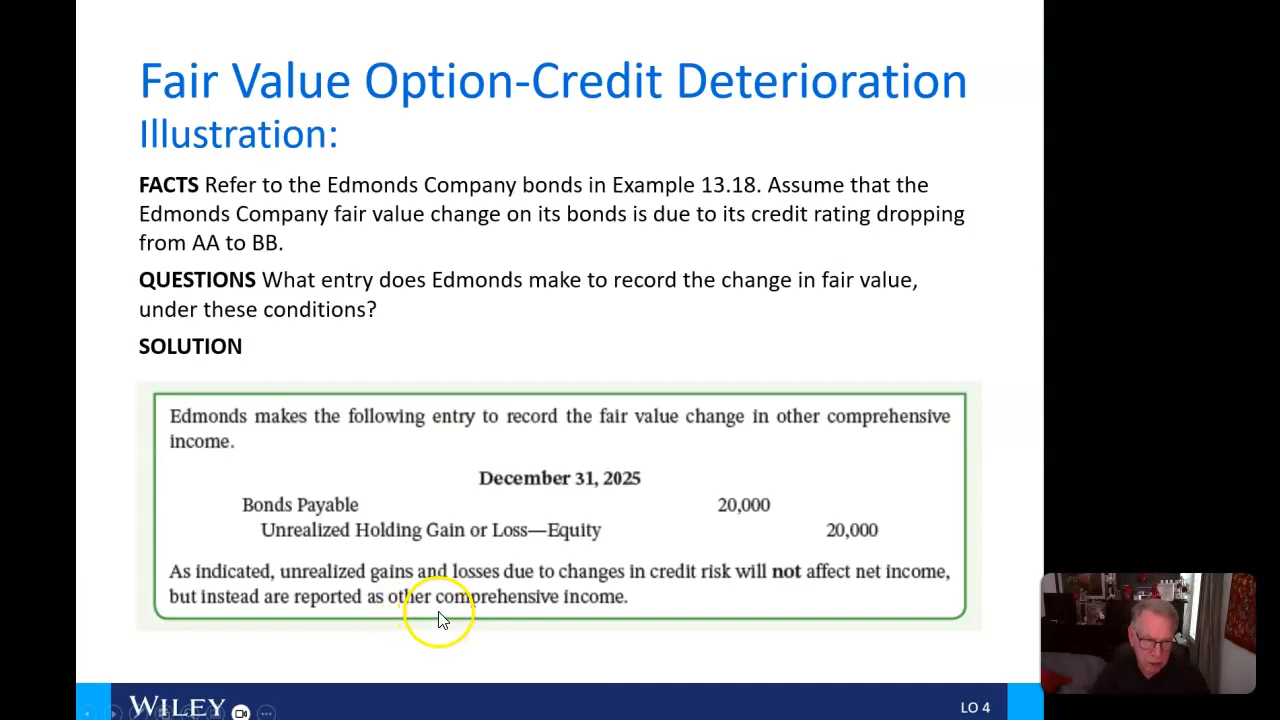 Fair Value Option-Credit Deterioration
Illustration:
FACTS Refer to the Edmonds Company bonds in Example 13.18. Assume that the
Edmonds Company fair value change on its bonds is due to its credit rating dropping
from AA to BB.
QUESTIONS What entry does Edmonds make to record the change in fair value,
under these conditions?
SOLUTION
Edmonds makes the following entry to record the fair value change in other comprehensive
income.
December 31, 2025
Bonds Payable 20,000
Unrealized Holding Gain or Loss—Equity 20,000
As indicated, unrealized gains and losses due to changes in credit risk will not affect net income,
but instead are reported as other comprehensive income.
WILEY
LO 4